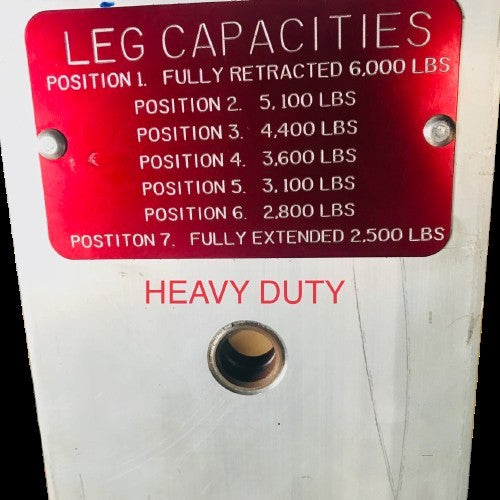 LEG CAPACITIES
POSITION 1. FULLY RETRACTED 6,000 LBS
POSITION 2. 5,100 LBS
POSITION 3. 4,400 LBS
POSITION 4. 3,600 LBS
POSITION 5. 3,100 LBS
POSITION 6. 2,800 LBS
POSTITON 7. FULLY EXTENDED 2,500 LBS
HEAVY DUTY